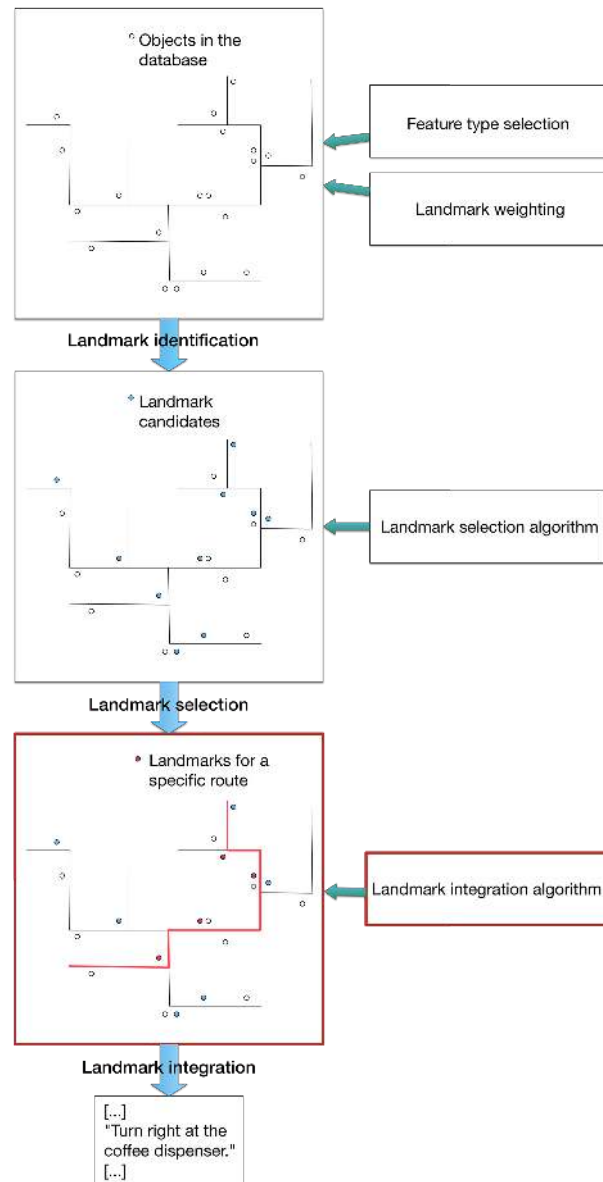 Objects in the
database
Feature type selection
Landmark weighting
Landmark identification
Landmark
candidates
Landmark selection algorithm
Landmark selection
Landmarks for a
specific route
Landmark integration algorithm
Landmark integration
[...]
"Turn right at the
coffee dispenser."
[...]